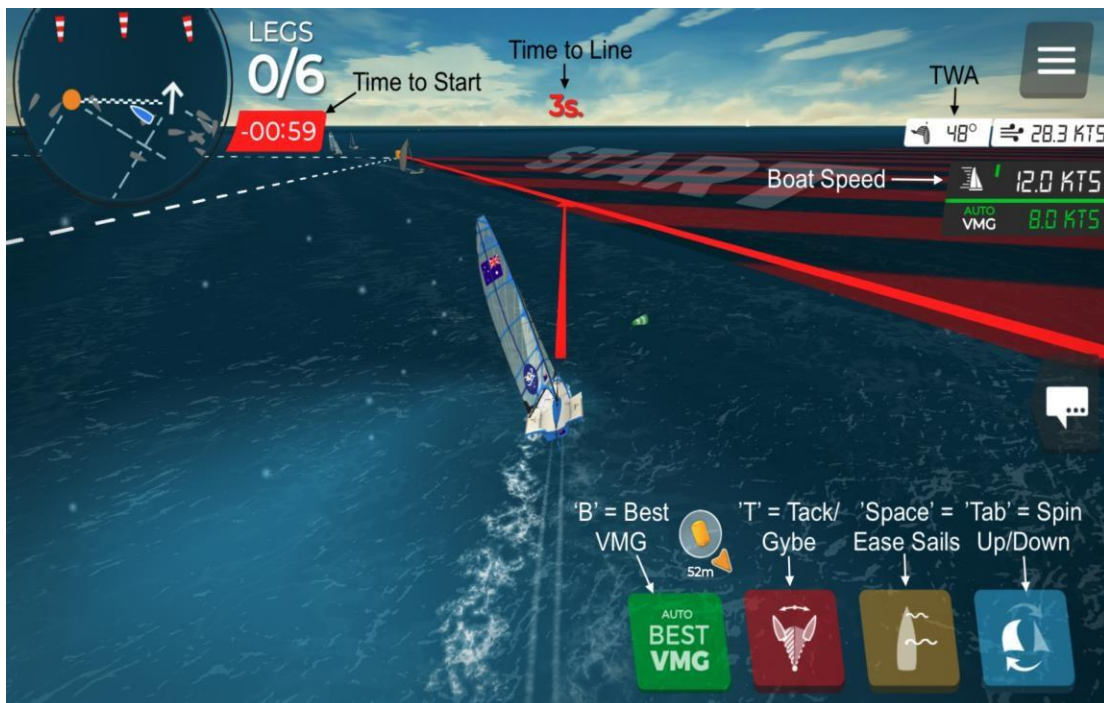 LEGS
0/6
Time to Start
-00:59
Time to Line
3s.
TWA
48°
28.3 KTS
START
Boat Speed
12.0 KTS
AUTO
VMG
8.0 KTS
'B' = Best
VMG
'T' = Tack/
Gybe
'Space' =
Ease Sails
'Tab' = Spin
Up/Down
52m
AUTO
BEST
VMG